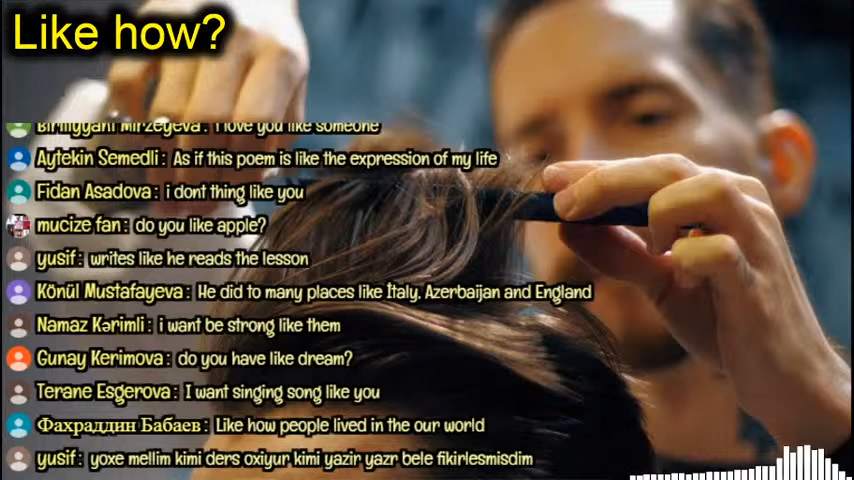 Like how?
Birliyyani Mirzeyeva : I love you like someone
Aytekin Semedli : As if this poem is like the expression of my life
Fidan Asadova : i dont thing like you
mucize fan : do you like apple?
yusif : writes like he reads the lesson
Könül Mustafayeva : He did to many places like İtaly, Azerbaijan and England
Namaz Kərimli : i want be strong like them
Gunay Kerimova : do you have like dream?
Terane Esgerova : I want singing song like you
Фахраддин Бабаев : Like how people lived in the our world
yusif : yoxe mellim kimi ders oxiyur kimi yazir yazr bele fikirlesmisdim